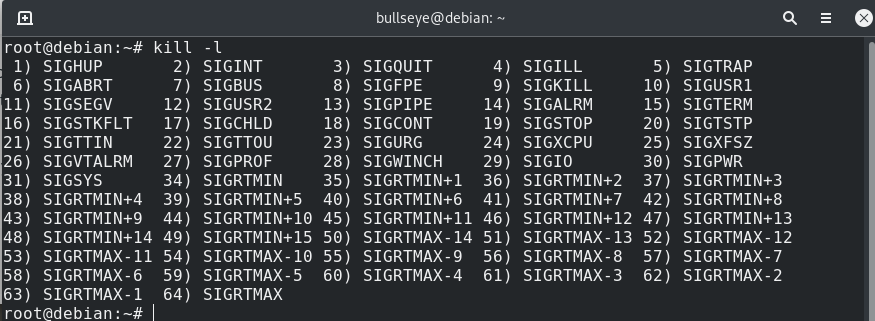 bullseye@debian: ~
root@debian:~# kill -l
 1) SIGHUP 2) SIGINT 3) SIGQUIT 4) SIGILL 5) SIGTRAP
 6) SIGABRT 7) SIGBUS 8) SIGFPE 9) SIGKILL 10) SIGUSR1
11) SIGSEGV 12) SIGUSR2 13) SIGPIPE 14) SIGALRM 15) SIGTERM
16) SIGSTKFLT 17) SIGCHLD 18) SIGCONT 19) SIGSTOP 20) SIGTSTP
21) SIGTTIN 22) SIGTTOU 23) SIGURG 24) SIGXCPU 25) SIGXFSZ
26) SIGVTALRM 27) SIGPROF 28) SIGWINCH 29) SIGIO 30) SIGPWR
31) SIGSYS 34) SIGRTMIN 35) SIGRTMIN+1 36) SIGRTMIN+2 37) SIGRTMIN+3
38) SIGRTMIN+4 39) SIGRTMIN+5 40) SIGRTMIN+6 41) SIGRTMIN+7 42) SIGRTMIN+8
43) SIGRTMIN+9 44) SIGRTMIN+10 45) SIGRTMIN+11 46) SIGRTMIN+12 47) SIGRTMIN+13
48) SIGRTMIN+14 49) SIGRTMIN+15 50) SIGRTMAX-14 51) SIGRTMAX-13 52) SIGRTMAX-12
53) SIGRTMAX-11 54) SIGRTMAX-10 55) SIGRTMAX-9 56) SIGRTMAX-8 57) SIGRTMAX-7
58) SIGRTMAX-6 59) SIGRTMAX-5 60) SIGRTMAX-4 61) SIGRTMAX-3 62) SIGRTMAX-2
63) SIGRTMAX-1 64) SIGRTMAX
root@debian:~#